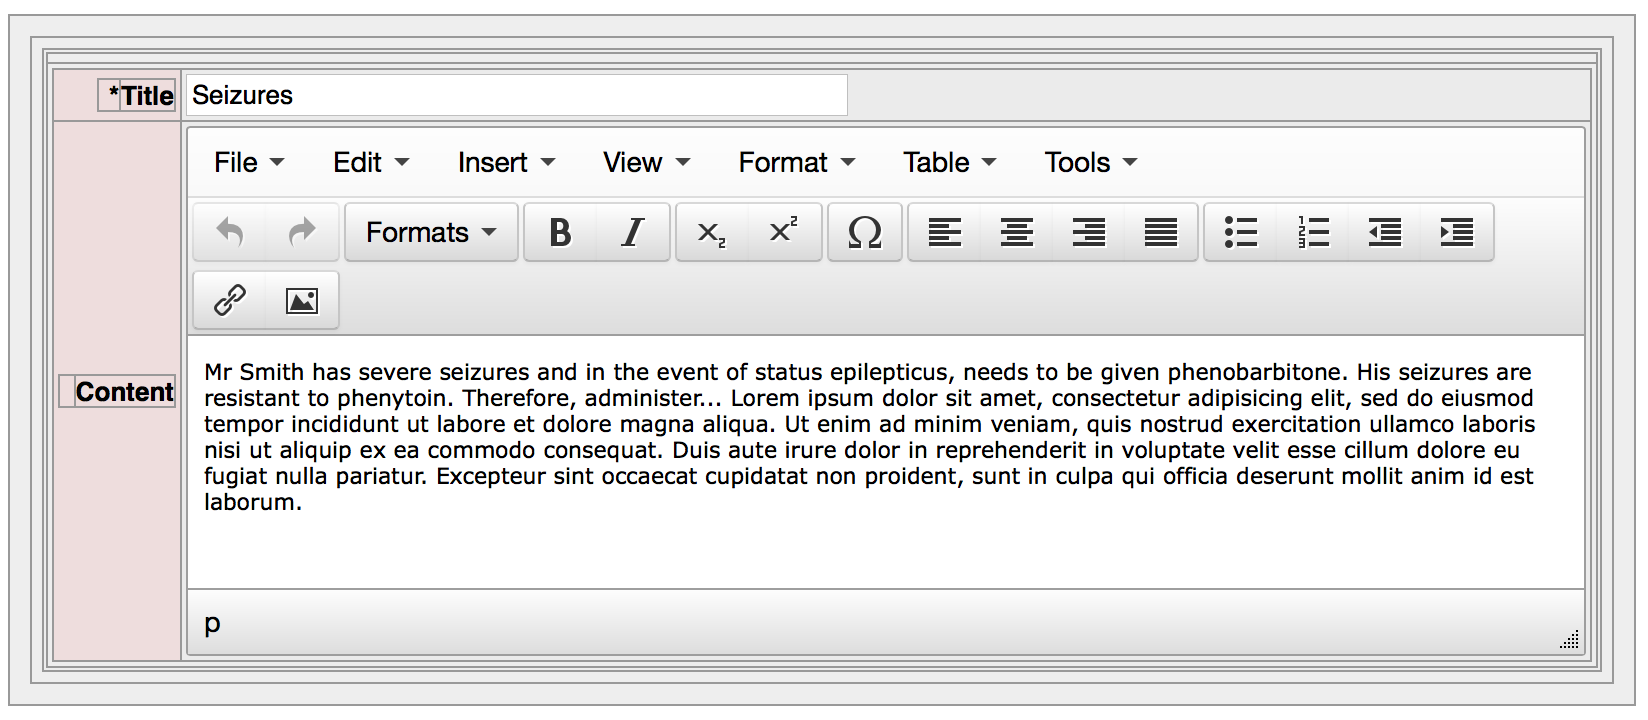 *Title Seizures
File Edit Insert View Format Table Tools
Formats B I x₂ x² Ω
Content
Mr Smith has severe seizures and in the event of status epilepticus, needs to be given phenobarbitone. His seizures are
resistant to phenytoin. Therefore, administer... Lorem ipsum dolor sit amet, consectetur adipisicing elit, sed do eiusmod
tempor incididunt ut labore et dolore magna aliqua. Ut enim ad minim veniam, quis nostrud exercitation ullamco laboris
nisi ut aliquip ex ea commodo consequat. Duis aute irure dolor in reprehenderit in voluptate velit esse cillum dolore eu
fugiat nulla pariatur. Excepteur sint occaecat cupidatat non proident, sunt in culpa qui officia deserunt mollit anim id est
laborum.
p